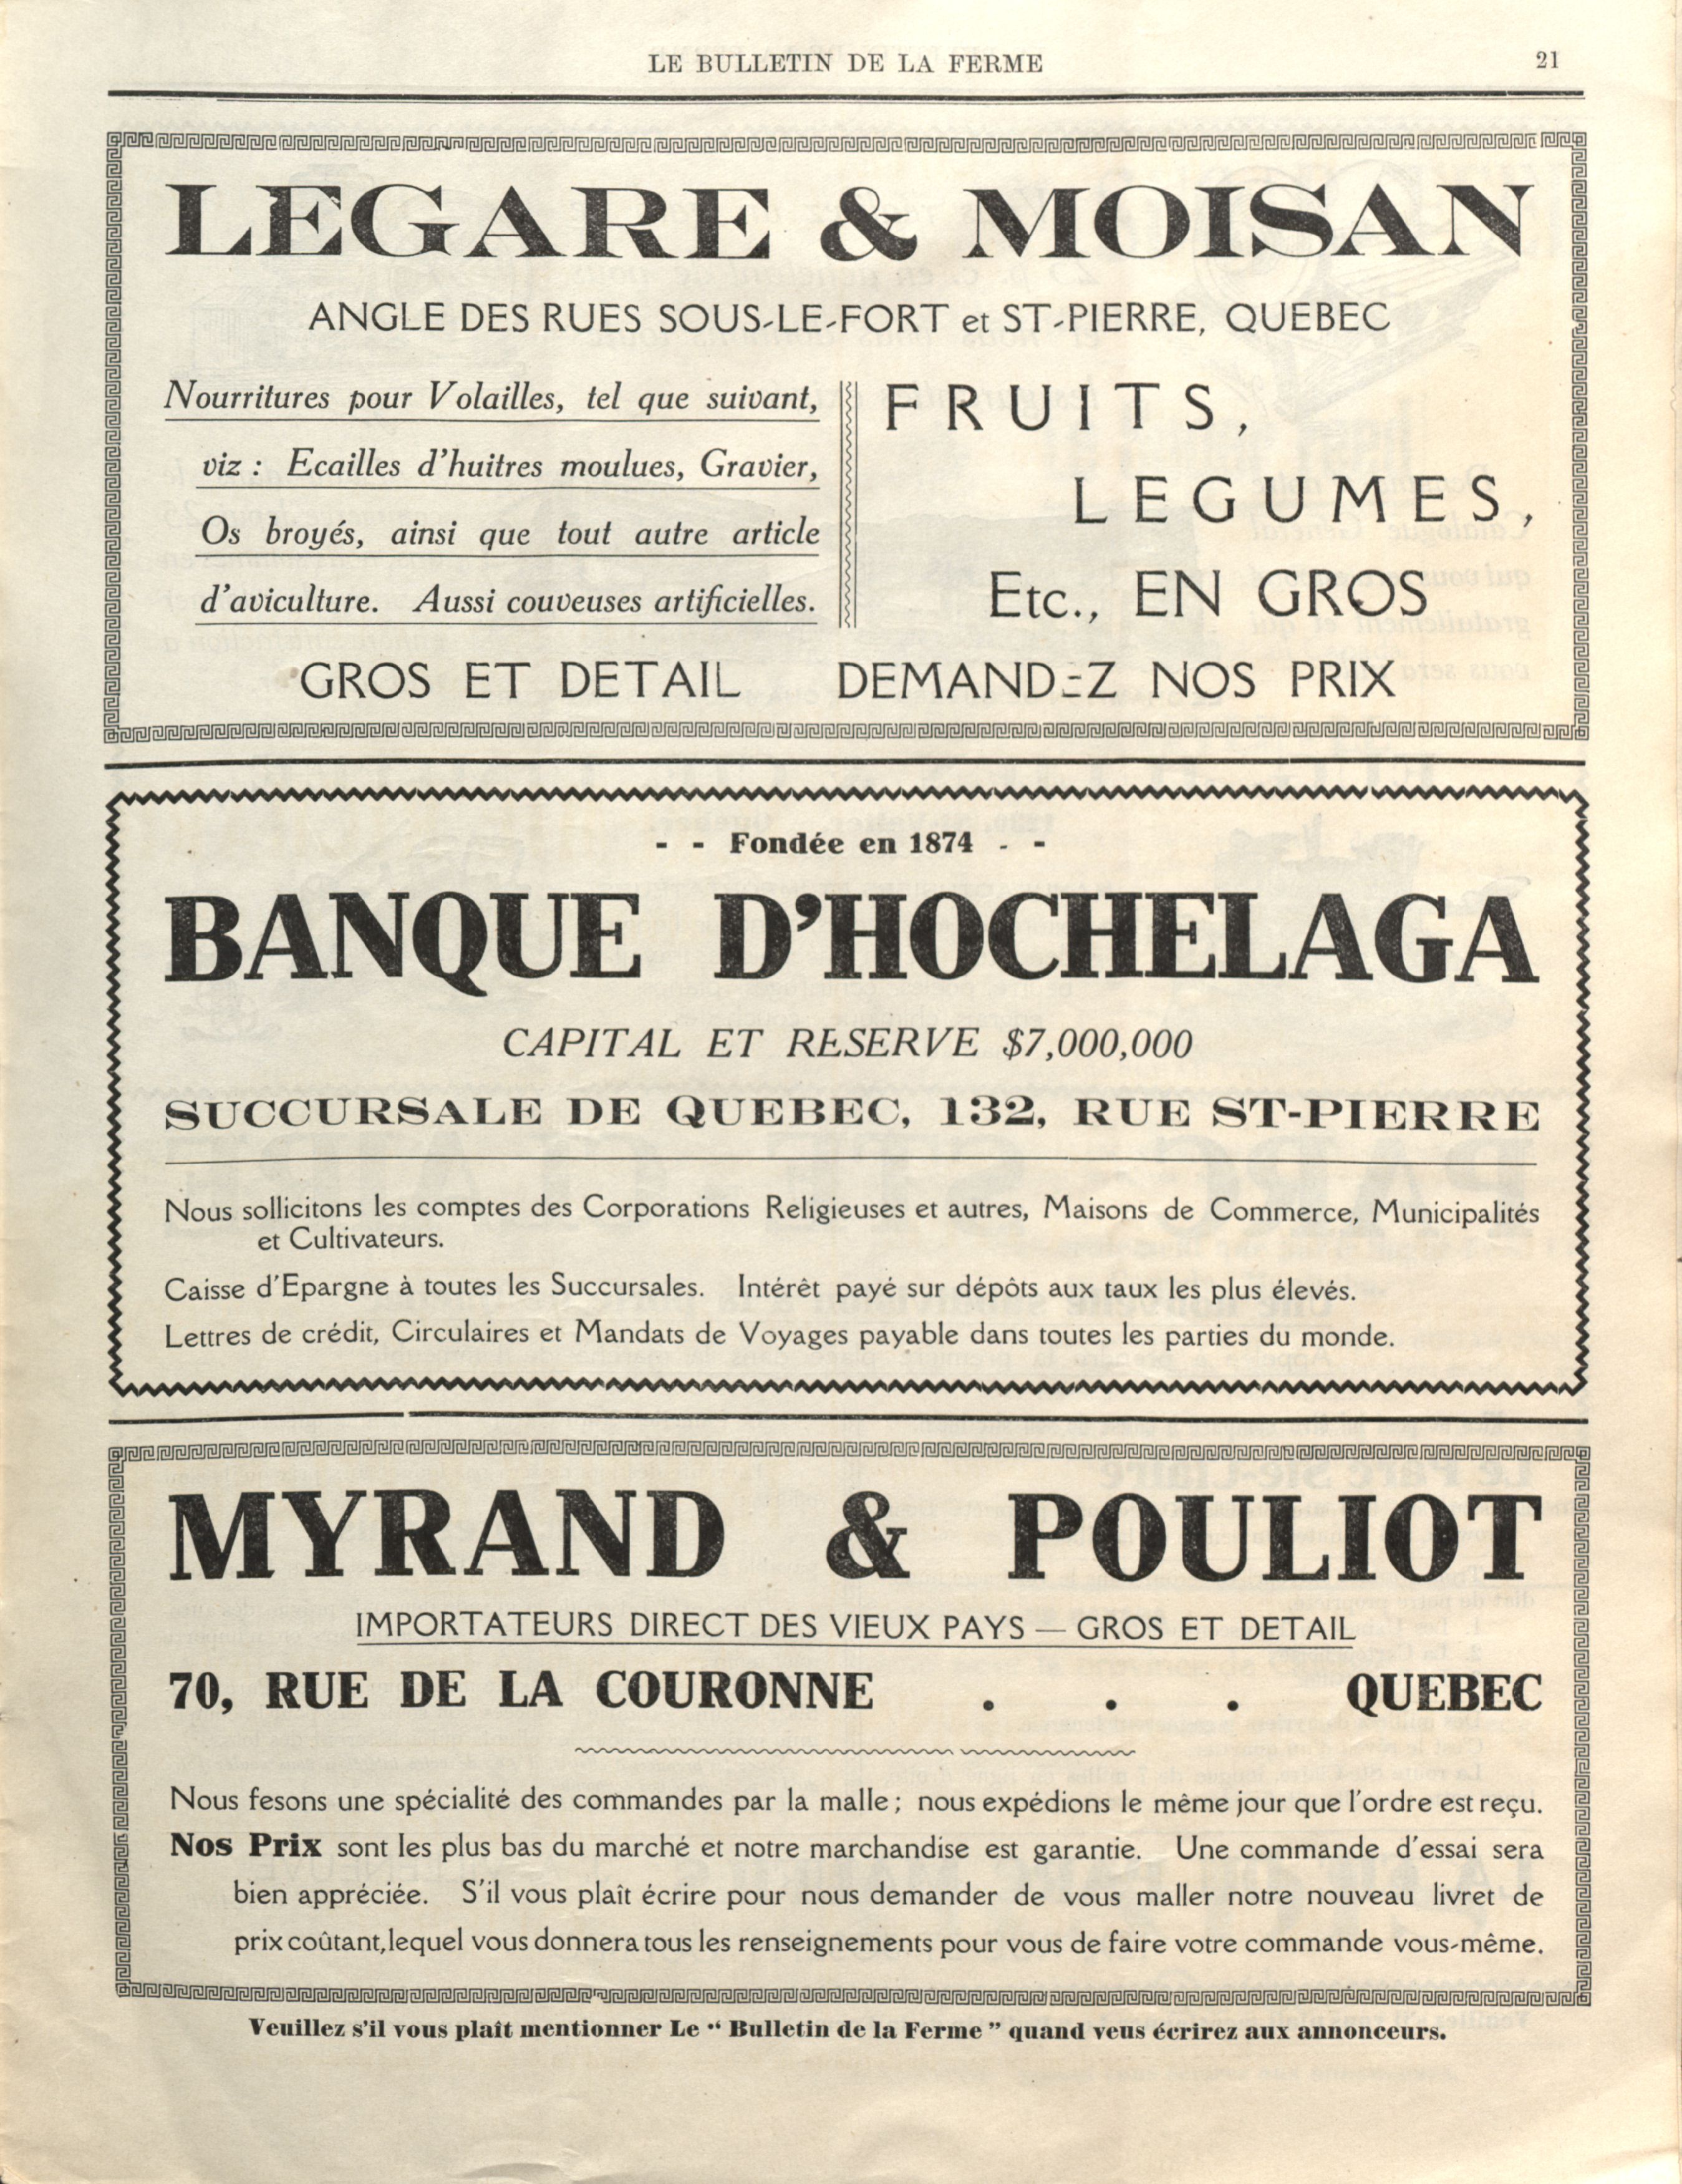 LE BULLETIN DE LA FERME 21
LEGARE & MOISAN
ANGLE DES RUES SOUS-LE-FORT et ST-PIERRE, QUEBEC
Nourritures pour Volailles, tel que suivant,
viz : Ecailles d'huitres moulues, Gravier,
Os broyés, ainsi que tout autre article
d'aviculture. Aussi couveuses artificielles.
GROS ET DETAIL
FRUITS,
LEGUMES,
Etc., EN GROS
DEMANDEZ NOS PRIX
- - Fondée en 1874 - -
BANQUE D'HOCHELAGA
CAPITAL ET RESERVE $7,000,000
SUCCURSALE DE QUEBEC, 132, RUE ST-PIERRE
Nous sollicitons les comptes des Corporations Religieuses et autres, Maisons de Commerce, Municipalités
et Cultivateurs.
Caisse d'Epargne à toutes les Succursales. Intérêt payé sur dépôts aux taux les plus élevés.
Lettres de crédit, Circulaires et Mandats de Voyages payable dans toutes les parties du monde.
MYRAND & POULIOT
IMPORTATEURS DIRECT DES VIEUX PAYS — GROS ET DETAIL
70, RUE DE LA COURONNE . . . QUEBEC
Nous fesons une spécialité des commandes par la malle ; nous expédions le même jour que l'ordre est reçu.
Nos Prix sont les plus bas du marché et notre marchandise est garantie. Une commande d'essai sera
bien appréciée. S'il vous plaît écrire pour nous demander de vous maller notre nouveau livret de
prix coûtant, lequel vous donnera tous les renseignements pour vous de faire votre commande vous-même.
Veuillez s'il vous plaît mentionner Le “ Bulletin de la Ferme ” quand veus écrirez aux annonceurs.